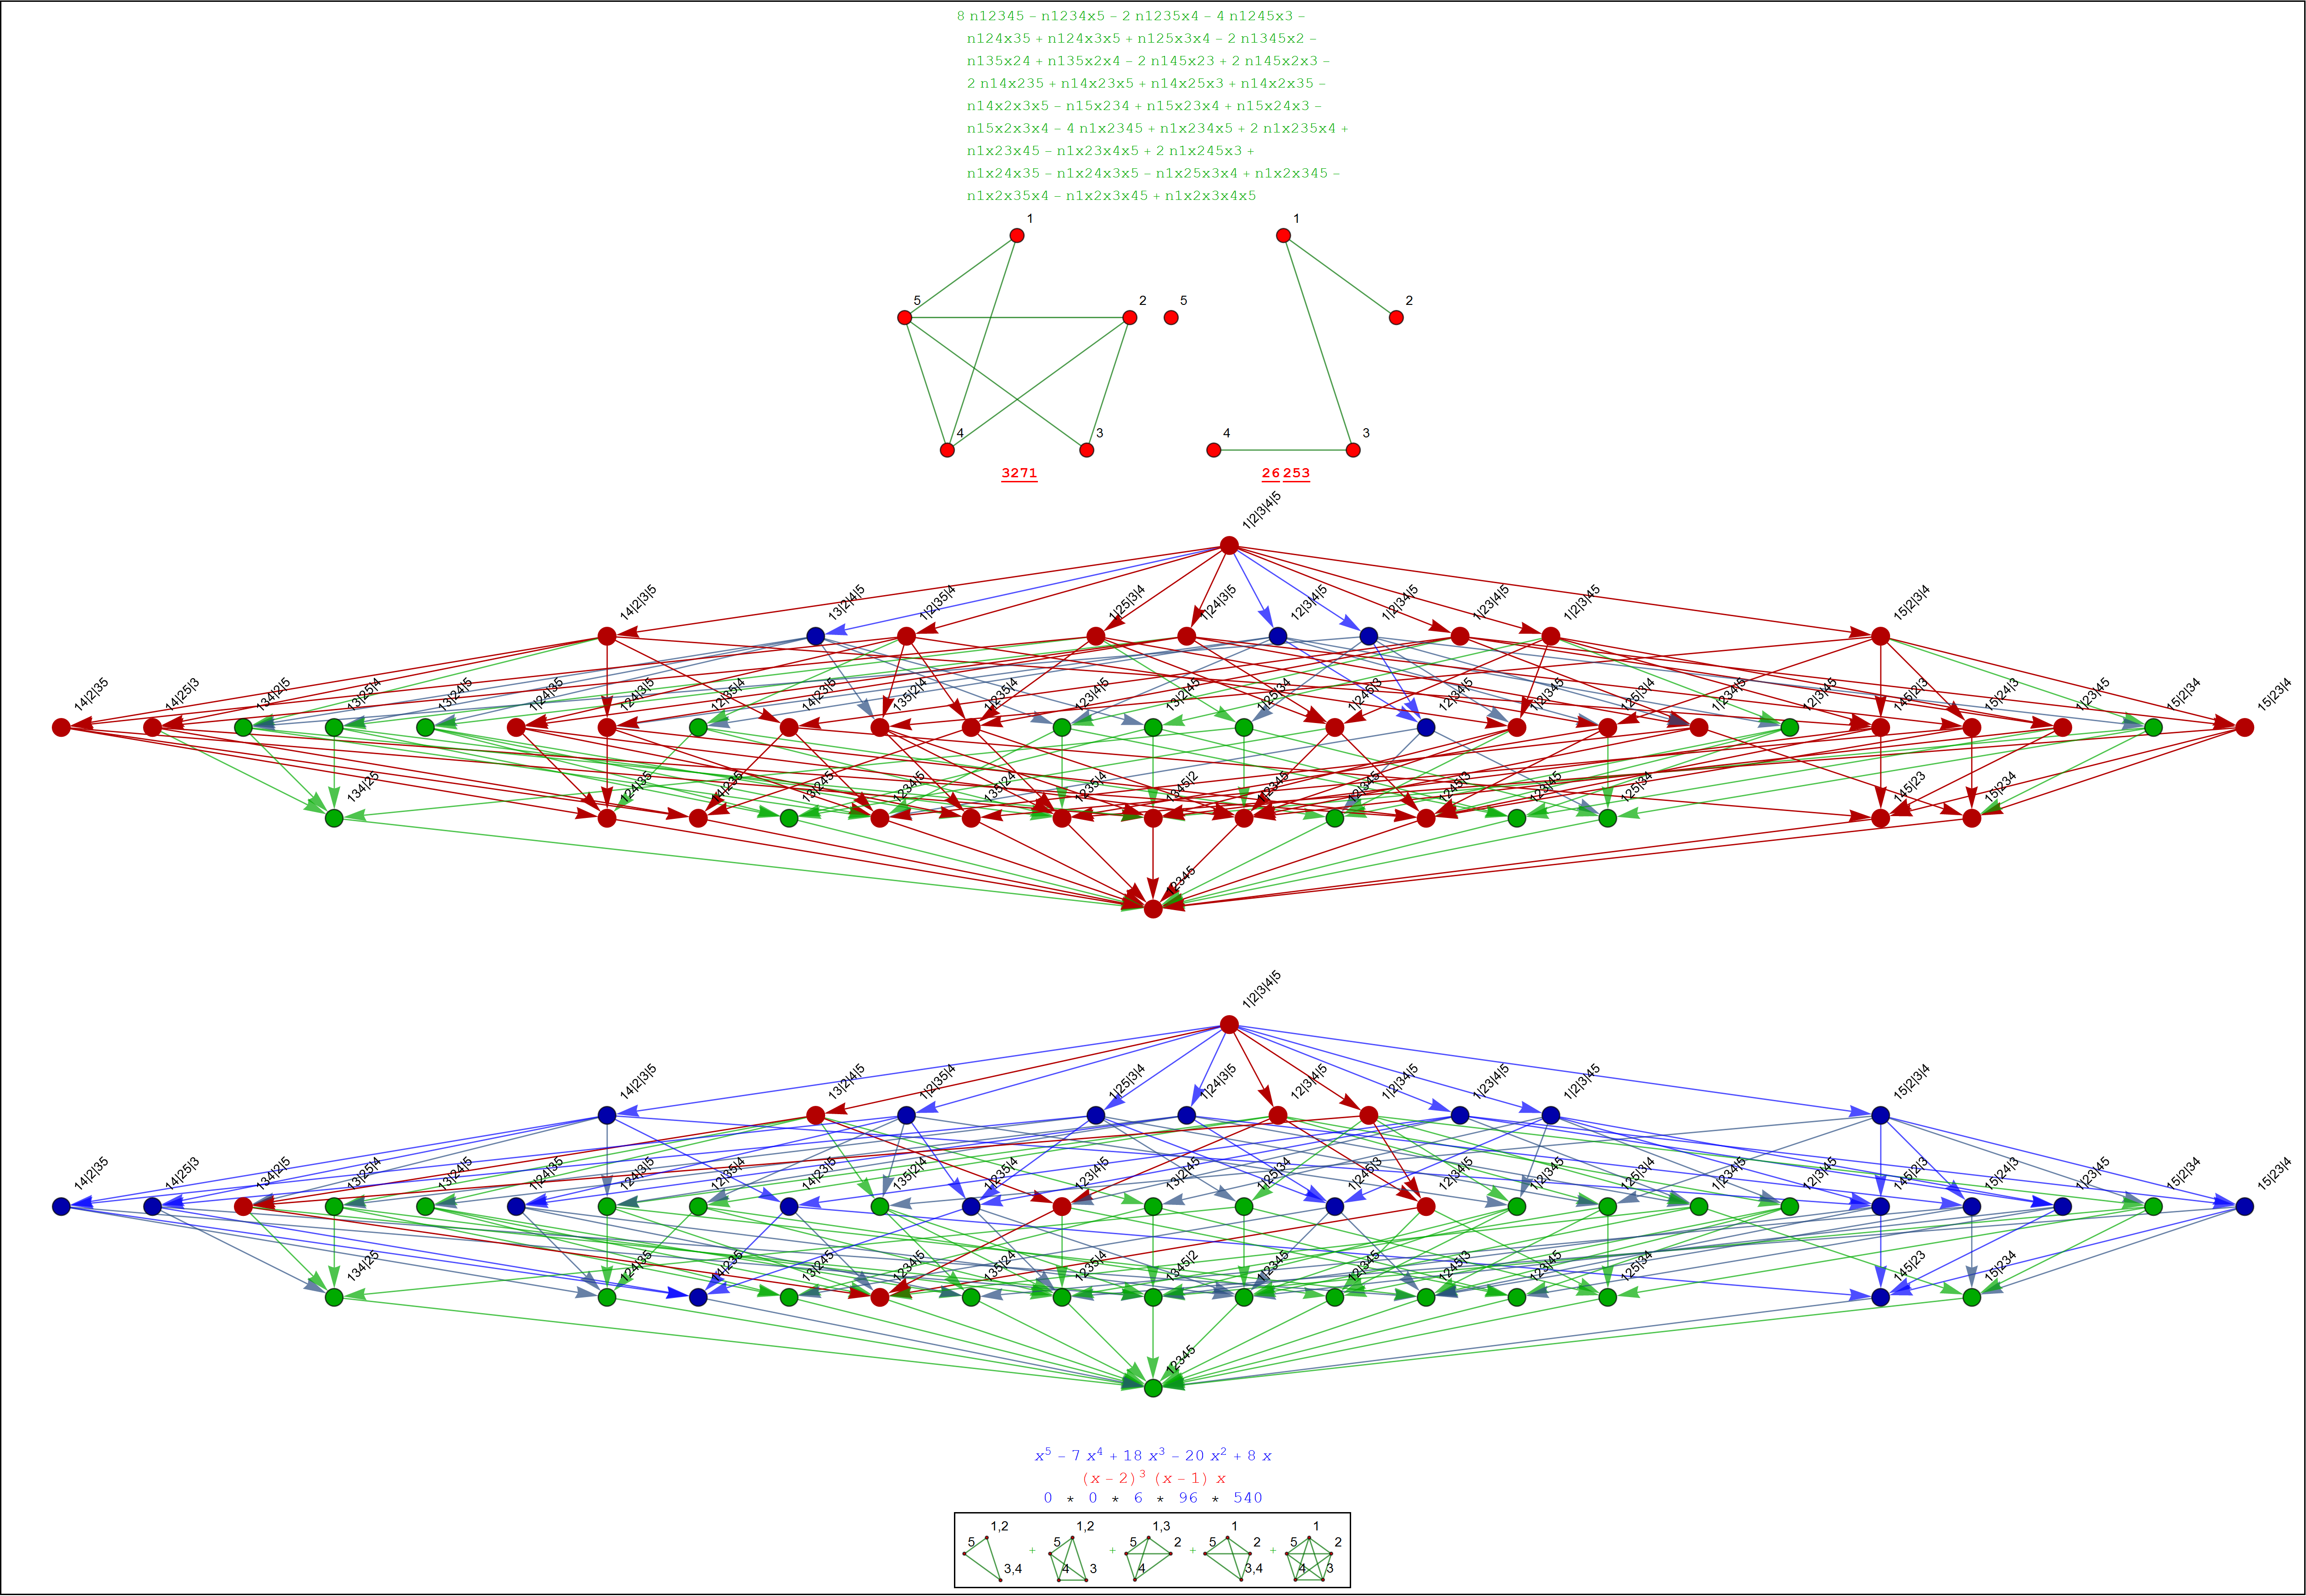 8 n12345 − n1234x5 − 2 n1235x4 − 4 n1245x3 −
n124x35 + n124x3x5 + n125x3x4 − 2 n1345x2 −
n135x24 + n135x2x4 − 2 n145x23 + 2 n145x2x3 −
2 n14x235 + n14x23x5 + n14x25x3 + n14x2x35 −
n14x2x3x5 − n15x234 + n15x23x4 + n15x24x3 −
n15x2x3x4 − 4 n1x2345 + n1x234x5 + 2 n1x235x4 +
n1x23x45 − n1x23x4x5 + 2 n1x245x3 +
n1x24x35 − n1x24x3x5 − n1x25x3x4 + n1x2x345 −
n1x2x35x4 − n1x2x3x45 + n1x2x3x4x5
1 1
5 2 5 2
4 3 4 3
3271 26 253
1|2|3|4|5
14|2|3|5 13|2|4|5 1|2|35|4 1|25|3|4 1|24|3|5 12|3|4|5 1|2|34|5 1|23|4|5 1|2|3|45 15|2|3|4
14|2|35 14|25|3 134|2|5 13|25|4 13|24|5 1|24|35 124|3|5 12|35|4 14|23|5 135|2|4 1|235|4 123|4|5 13|2|45 1|25|34 1|245|3 12|34|5 1|2|345 125|3|4 1|234|5 12|3|45 145|2|3 15|24|3 1|23|45 15|2|34 15|23|4
134|25 124|35 14|235 13|245 1234|5 135|24 1235|4 1345|2 1|2345 12|345 1245|3 123|45 125|34 145|23 15|234
12345
1|2|3|4|5
14|2|3|5 13|2|4|5 1|2|35|4 1|25|3|4 1|24|3|5 12|3|4|5 1|2|34|5 1|23|4|5 1|2|3|45 15|2|3|4
14|2|35 14|25|3 134|2|5 13|25|4 13|24|5 1|24|35 124|3|5 12|35|4 14|23|5 135|2|4 1|235|4 123|4|5 13|2|45 1|25|34 1|245|3 12|34|5 1|2|345 125|3|4 1|234|5 12|3|45 145|2|3 15|24|3 1|23|45 15|2|34 15|23|4
134|25 124|35 14|235 13|245 1234|5 135|24 1235|4 1345|2 1|2345 12|345 1245|3 123|45 125|34 145|23 15|234
12345
x⁵ − 7 x⁴ + 18 x³ − 20 x² + 8 x
(x − 2)³ (x − 1) x
0 * 0 * 6 * 96 * 540
1,2 1,2 1,3 1 1
5 5 5 2 5 2 5 2
+ + + +
3,4 4 3 4 3,4 4 3